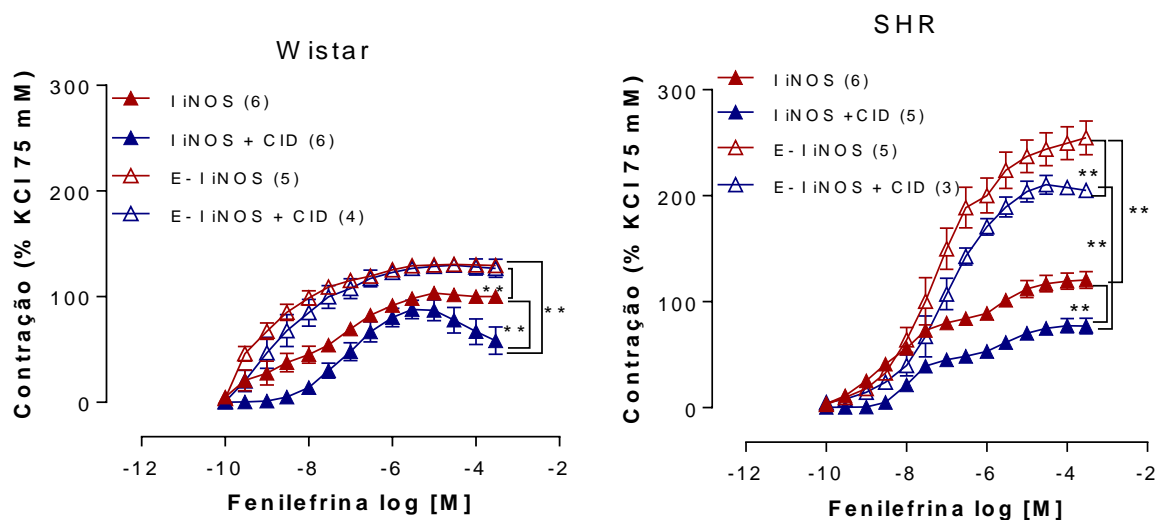 Wistar
Contração (% KCl 75 mM)
300
200
100
0
I iNOS (6)
I iNOS + CID (6)
E- I iNOS (5)
E- I iNOS + CID (4)
**
**
**
-12 -10 -8 -6 -4 -2
Fenilefrina log [M]
SHR
Contração (% KCl 75 mM)
300
200
100
0
I iNOS (6)
I iNOS +CID (5)
E- I iNOS (5)
E- I iNOS + CID (3)
**
**
**
**
-12 -10 -8 -6 -4 -2
Fenilefrina log [M]